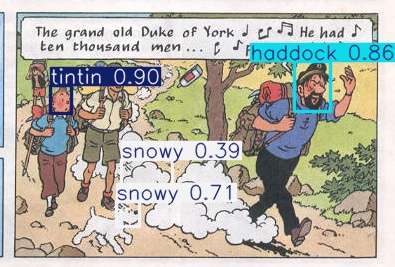 The grand old Duke of York ♩ ♫ ♬ He had ♪
ten thousand men...
haddock 0.86
tintin 0.90
snowy 0.39
snowy 0.71